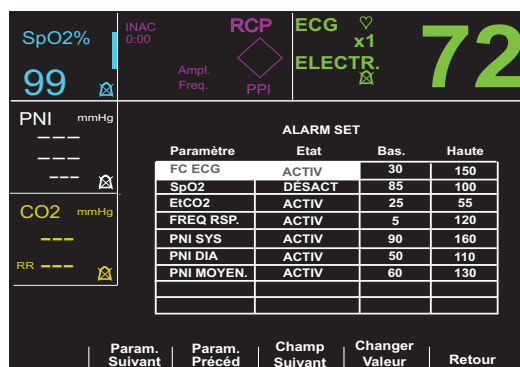 SpO2%
99
INAC
0:00
RCP
Ampl.
Freq.
PPI
ECG
x1
ELECTR.
72
PNI mmHg
---
---
---
CO2 mmHg
---
RR ---
ALARM SET
Paramètre Etat Bas. Haute
FC ECG ACTIV 30 150
SpO2 DÉSACT 85 100
EtCO2 ACTIV 25 55
FREQ RSP. ACTIV 5 120
PNI SYS ACTIV 90 160
PNI DIA ACTIV 50 110
PNI MOYEN. ACTIV 60 130
Param. Suivant
Param. Précéd
Champ Suivant
Changer Valeur
Retour